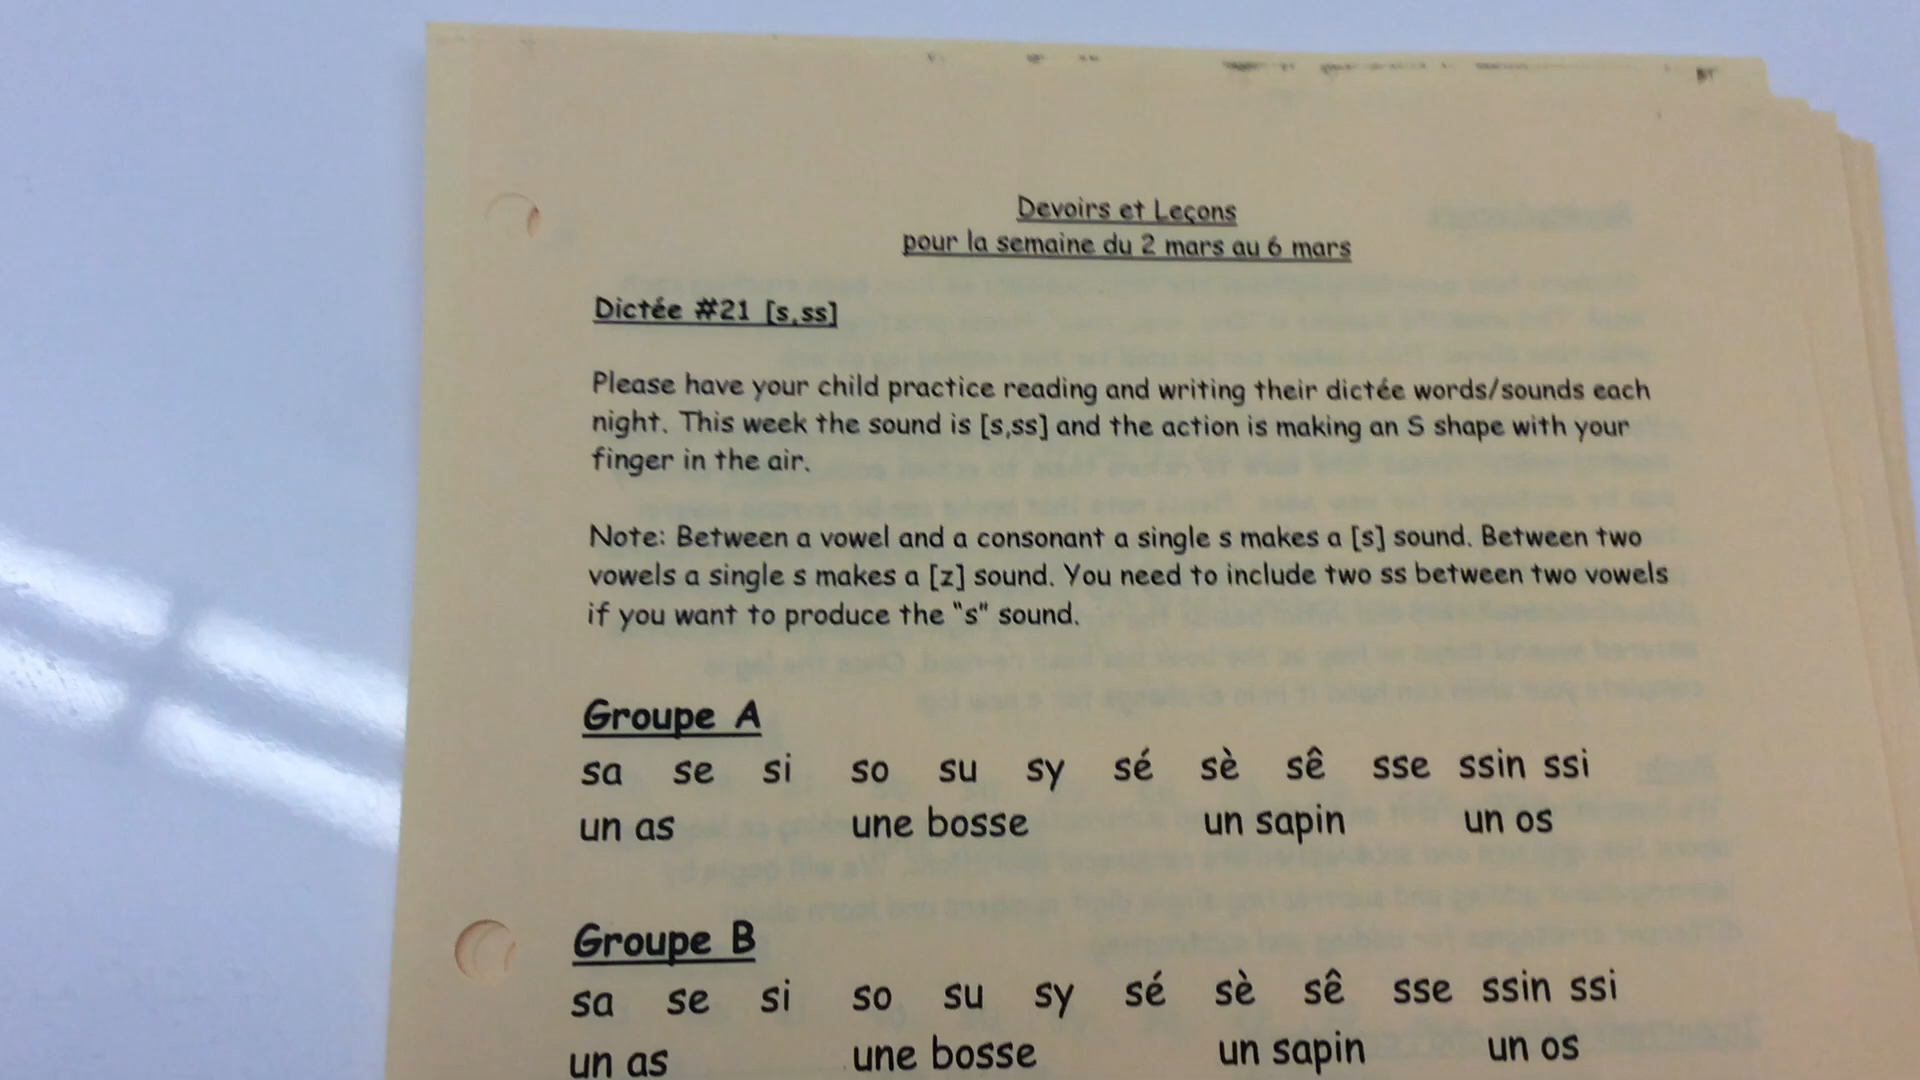 Devoirs et Leçons
pour la semaine du 2 mars au 6 mars
Dictée #21 [s,ss]
Please have your child practice reading and writing their dictée words/sounds each
night. This week the sound is [s,ss] and the action is making an S shape with your
finger in the air.
Note: Between a vowel and a consonant a single s makes a [s] sound. Between two
vowels a single s makes a [z] sound. You need to include two ss between two vowels
if you want to produce the "s" sound.
Groupe A
sa se si so su sy sé sè sê sse ssin ssi
un as une bosse un sapin un os
Groupe B
sa se si so su sy sé sè sê sse ssin ssi
un as une bosse un sapin un os